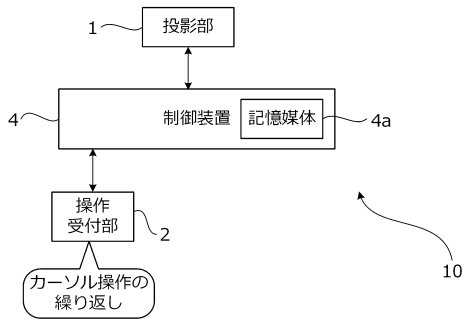 1
投影部
4
制御装置
記憶媒体
4a
操作
受付部
2
カーソル操作の
繰り返し
10